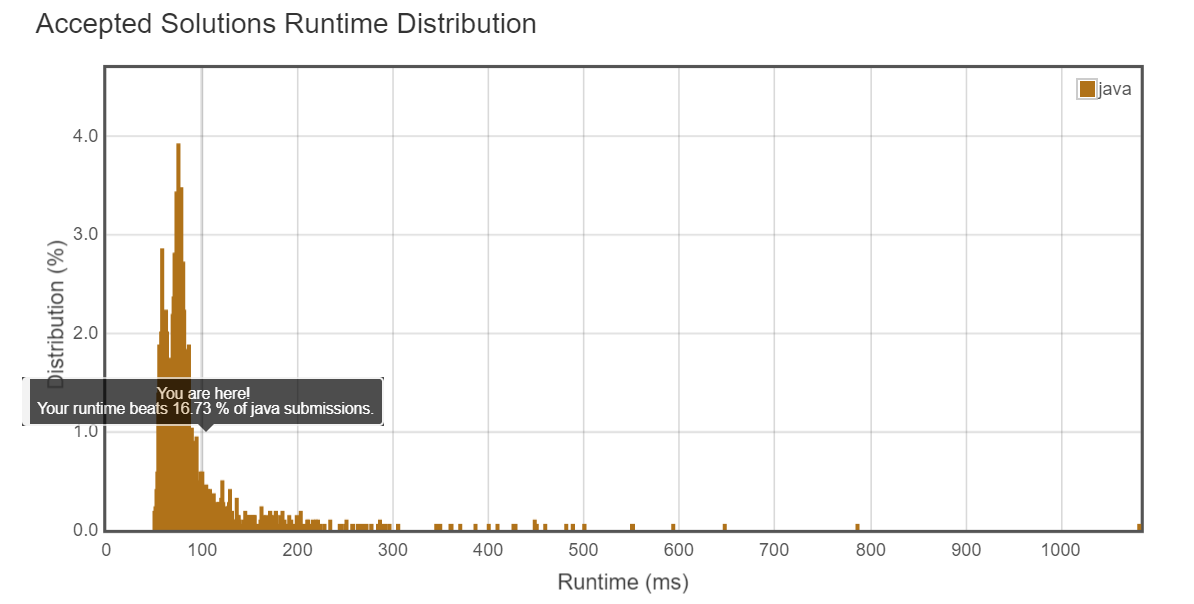 Accepted Solutions Runtime Distribution
java
4.0
3.0
2.0
1.0
0.0
Distribution (%)
You are here!
Your runtime beats 16.73 % of java submissions.
0 100 200 300 400 500 600 700 800 900 1000
Runtime (ms)